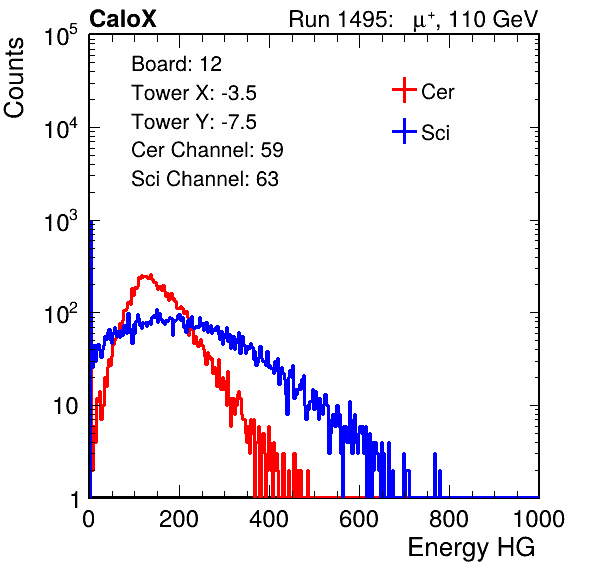 CaloX Run 1495: μ⁺, 110 GeV
Board: 12
Tower X: -3.5
Tower Y: -7.5
Cer Channel: 59
Sci Channel: 63
Cer
Sci
Counts
10⁵
10⁴
10³
10²
10
1
0 200 400 600 800 1000
Energy HG